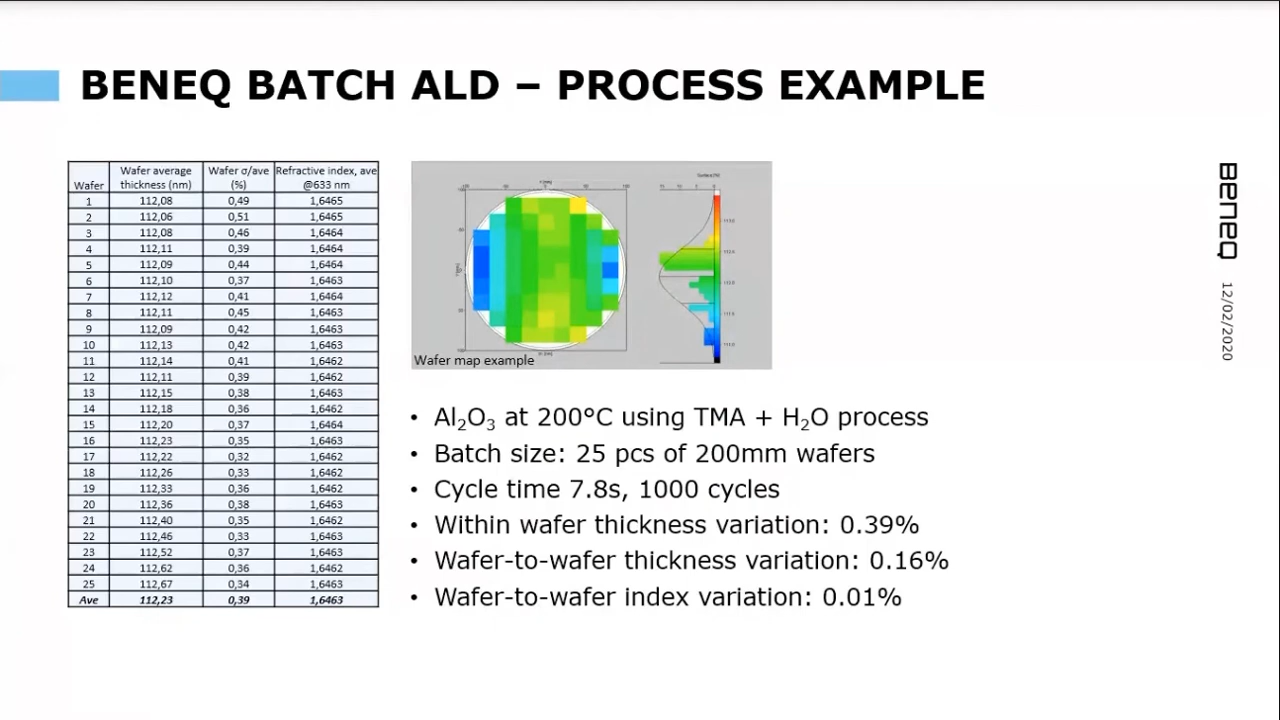 BENEQ BATCH ALD – PROCESS EXAMPLE
Wafer | Wafer average thickness (nm) | Wafer σ/ave (%) | Refractive index, ave @633 nm
1 112,08 0,49 1,6465
2 112,06 0,51 1,6465
3 112,08 0,46 1,6464
4 112,11 0,39 1,6464
5 112,09 0,44 1,6464
6 112,10 0,37 1,6463
7 112,12 0,41 1,6464
8 112,11 0,45 1,6463
9 112,09 0,42 1,6463
10 112,13 0,42 1,6463
11 112,14 0,41 1,6462
12 112,11 0,39 1,6462
13 112,15 0,38 1,6463
14 112,18 0,36 1,6462
15 112,20 0,37 1,6464
16 112,23 0,35 1,6463
17 112,22 0,32 1,6462
18 112,26 0,33 1,6462
19 112,33 0,36 1,6462
20 112,36 0,38 1,6463
21 112,40 0,35 1,6462
22 112,46 0,33 1,6463
23 112,52 0,37 1,6463
24 112,62 0,36 1,6462
25 112,67 0,34 1,6463
Ave 112,23 0,39 1,6463
Wafer map example
• Al₂O₃ at 200°C using TMA + H₂O process
• Batch size: 25 pcs of 200mm wafers
• Cycle time 7.8s, 1000 cycles
• Within wafer thickness variation: 0.39%
• Wafer-to-wafer thickness variation: 0.16%
• Wafer-to-wafer index variation: 0.01%
Beneq
12/02/2020